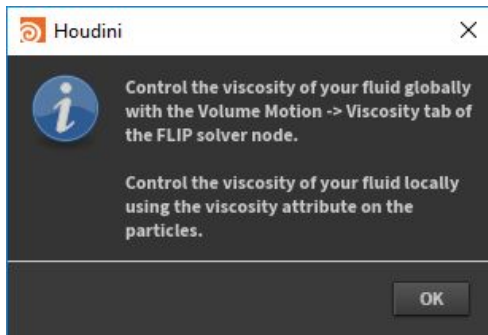 Houdini
Control the viscosity of your fluid globally
with the Volume Motion -> Viscosity tab of
the FLIP solver node.
Control the viscosity of your fluid locally
using the viscosity attribute on the
particles.
OK